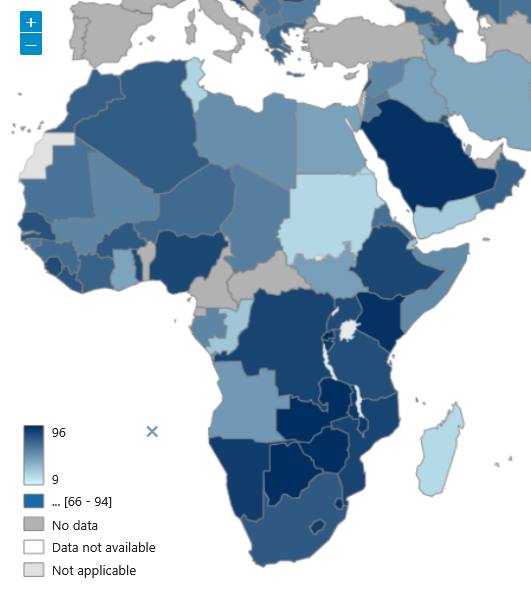 +
–
96
9
... [66 - 94]
No data
Data not available
Not applicable